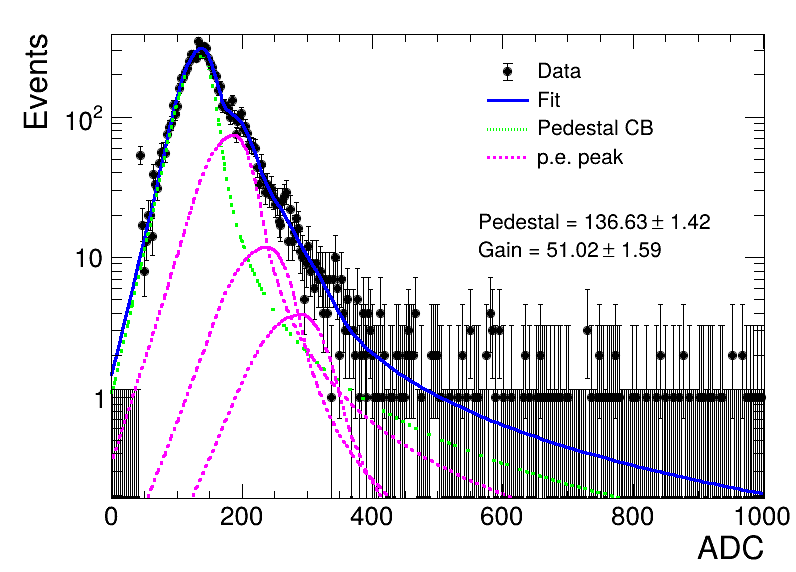 Events
10²
10
1
Data
Fit
Pedestal CB
p.e. peak
Pedestal = 136.63 ± 1.42
Gain = 51.02 ± 1.59
0 200 400 600 800 1000
ADC